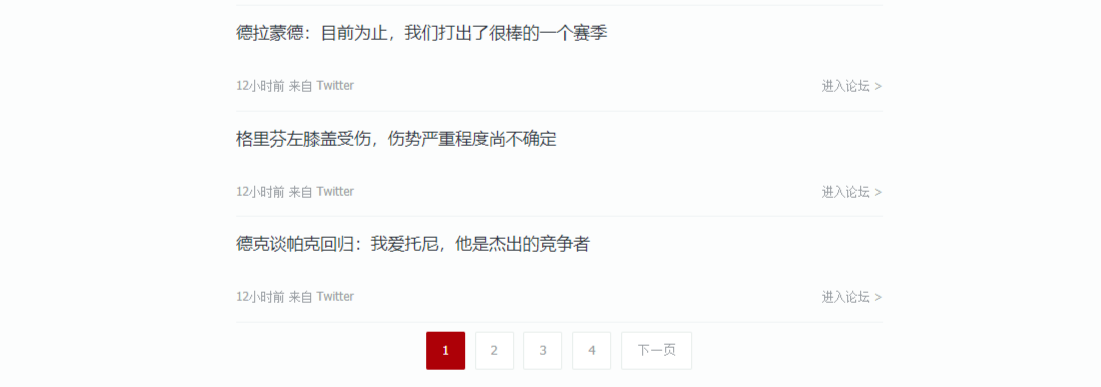 德拉蒙德：目前为止，我们打出了很棒的一个赛季
12小时前 来自 Twitter 进入论坛 >
格里芬左膝盖受伤，伤势严重程度尚不确定
12小时前 来自 Twitter 进入论坛 >
德克谈帕克回归：我爱托尼，他是杰出的竞争者
12小时前 来自 Twitter 进入论坛 >
1 2 3 4 下一页